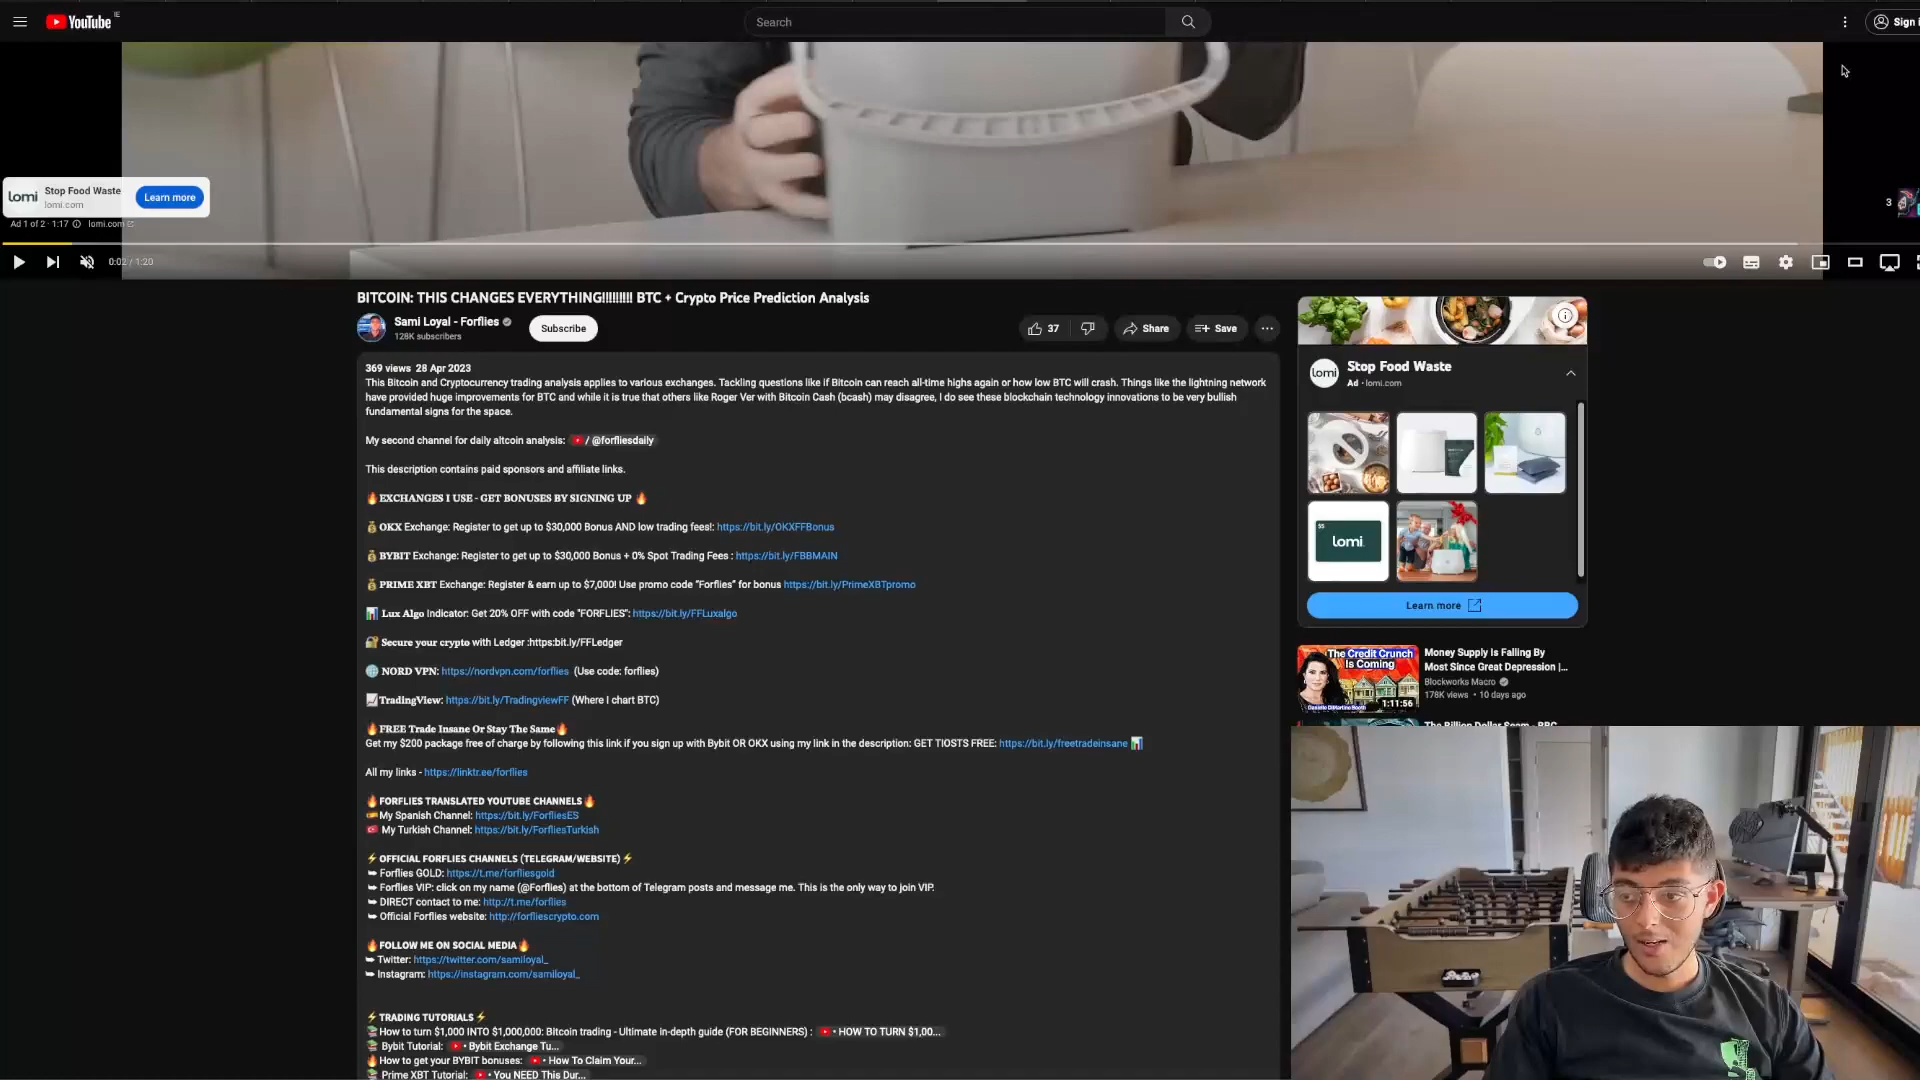 YouTube IE
Search
Sign i
lomi
Stop Food Waste
lomi.com
Learn more
Ad 1 of 2 · 1:17 lomi.com
3
0:02 / 1:20
BITCOIN: THIS CHANGES EVERYTHING!!!!!!!!! BTC + Crypto Price Prediction Analysis
Sami Loyal - Forflies
128K subscribers
Subscribe
37
Share
Save
369 views 28 Apr 2023
This Bitcoin and Cryptocurrency trading analysis applies to various exchanges. Tackling questions like if Bitcoin can reach all-time highs again or how low BTC will crash. Things like the lightning network
have provided huge improvements for BTC and while it is true that others like Roger Ver with Bitcoin Cash (bcash) may disagree, I do see these blockchain technology innovations to be very bullish
fundamental signs for the space.
My second channel for daily altcoin analysis: / @forfliesdaily
This description contains paid sponsors and affiliate links.
🔥EXCHANGES I USE - GET BONUSES BY SIGNING UP 🔥
💰OKX Exchange: Register to get up to $30,000 Bonus AND low trading fees!: https://bit.ly/OKXFFBonus
💰BYBIT Exchange: Register to get up to $30,000 Bonus + 0% Spot Trading Fees : https://bit.ly/FBBMAIN
💰PRIME XBT Exchange: Register & earn up to $7,000! Use promo code "Forflies" for bonus https://bit.ly/PrimeXBTpromo
📊 Lux Algo Indicator: Get 20% OFF with code "FORFLIES": https://bit.ly/FFLuxalgo
🔐 Secure your crypto with Ledger :https:bit.ly/FFLedger
🌐 NORD VPN: https://nordvpn.com/forflies (Use code: forflies)
📈TradingView: https://bit.ly/TradingviewFF (Where I chart BTC)
🔥FREE Trade Insane Or Stay The Same🔥
Get my $200 package free of charge by following this link if you sign up with Bybit OR OKX using my link in the description: GET TIOSTS FREE: https://bit.ly/freetradeinsane 📊
All my links - https://linktr.ee/forflies
🔥FORFLIES TRANSLATED YOUTUBE CHANNELS🔥
🇪🇸My Spanish Channel: https://bit.ly/ForfliesES
🇹🇷 My Turkish Channel: https://bit.ly/ForfliesTurkish
⚡OFFICIAL FORFLIES CHANNELS (TELEGRAM/WEBSITE)⚡
➥ Forflies GOLD: https://t.me/forfliesgold
➥ Forflies VIP: click on my name (@Forflies) at the bottom of Telegram posts and message me. This is the only way to join VIP.
➥ DIRECT contact to me: http://t.me/forflies
➥ Official Forflies website: http://forfliescrypto.com
🔥FOLLOW ME ON SOCIAL MEDIA🔥
➥ Twitter: https://twitter.com/samiloyal_
➥ Instagram: https://instagram.com/samiloyal_
⚡TRADING TUTORIALS⚡
📚How to turn $1,000 INTO $1,000,000: Bitcoin trading - Ultimate in-depth guide (FOR BEGINNERS) : • HOW TO TURN $1,00...
📚 Bybit Tutorial: • Bybit Exchange Tu...
🔥How to get your BYBIT bonuses: • How To Claim Your...
📚 Prime XBT Tutorial: • You NEED This Dur...
lomi
Stop Food Waste
Ad · lomi.com
lomi.
Learn more
The Credit Crunch
Is Coming
1:11:56
Money Supply Is Falling By
Most Since Great Depression |...
Blockworks Macro
178K views • 10 days ago
The Billion Dollar Scam - BBC